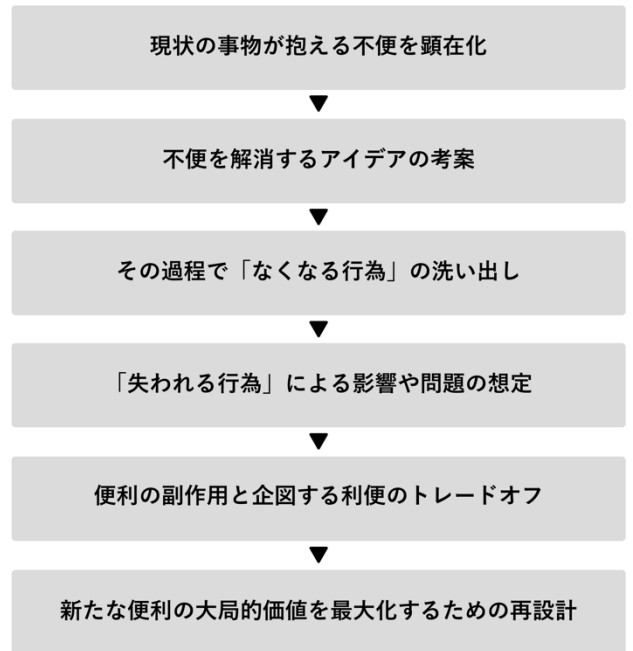 現状の事物が抱える不便を顕在化
不便を解消するアイデアの考案
その過程で「なくなる行為」の洗い出し
「失われる行為」による影響や問題の想定
便利の副作用と企図する利便のトレードオフ
新たな便利の大局的価値を最大化するための再設計